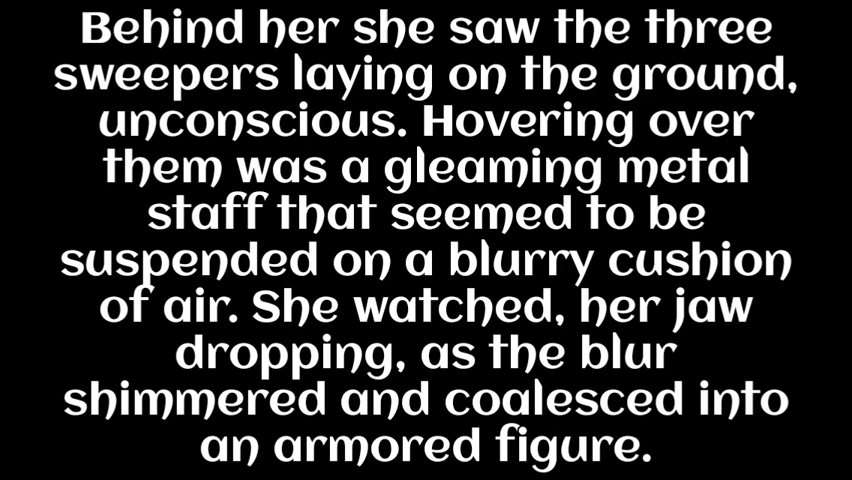 Behind her she saw the three
sweepers laying on the ground,
unconscious. Hovering over
them was a gleaming metal
staff that seemed to be
suspended on a blurry cushion
of air. She watched, her jaw
dropping, as the blur
shimmered and coalesced into
an armored figure.